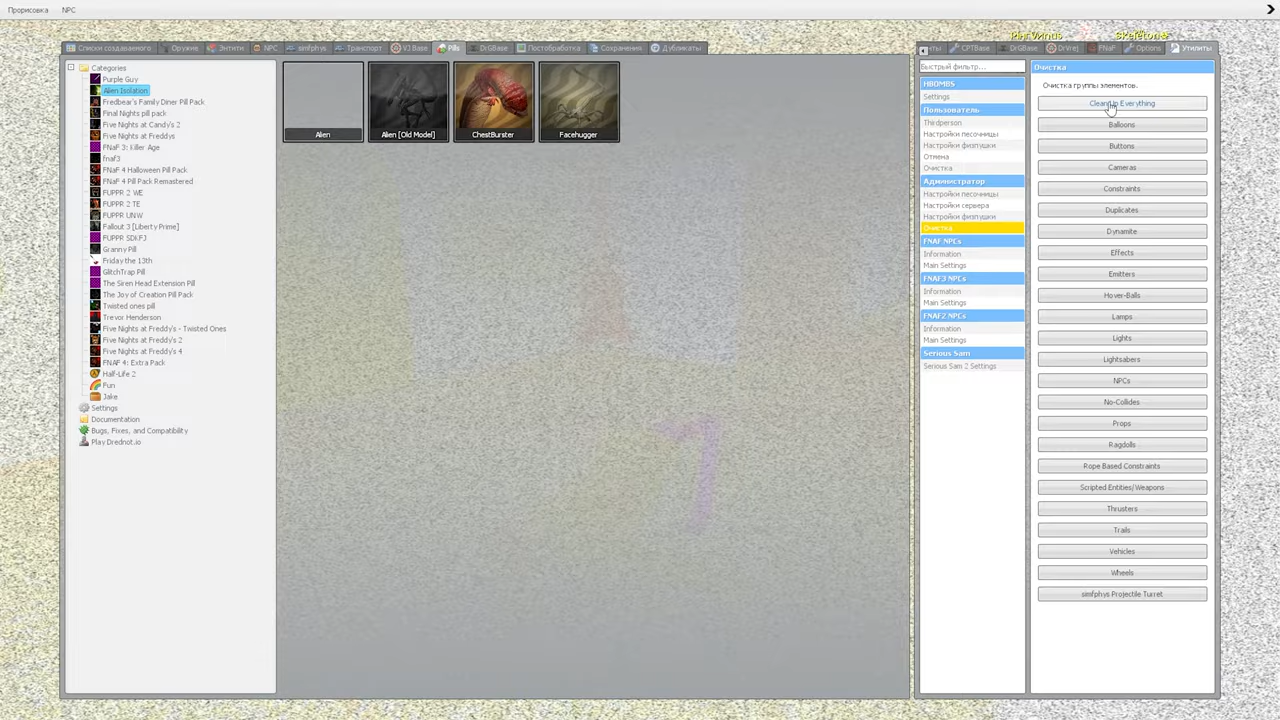 Прорисовка NPC
Pbr Winus Skeletons
Списки создаваемого Оружие Энтити NPC simfphys Транспорт VJ Base Pills DrGBase Постобработка Сохранения Дубликаты
нты CPTBase DrGBase DrVrej FNaF Options Утилиты
Categories
Purple Guy
Alien Isolation
Fredbear's Family Diner Pill Pack
Final Nights pill pack
Five Nights at Candy's 2
Five Nights at Freddys
FNAF 3: Killer Age
fnaf3
FNaF 4 Halloween Pill Pack
FNaF 4 Pill Pack Remastered
FUPPR 2 WE
FUPPR 2 TE
FUPPR UNW
Fallout 3 [Liberty Prime]
PUPPR SDI:FJ
Granny Pill
Friday the 13th
GlitchTrap Pill
The Siren Head Extension Pill
The Joy of Creation Pill Pack
Twisted ones pill
Trevor Henderson
Five Nights at Freddy's - Twisted Ones
Five Nights at Freddy's 2
Five Nights at Freddy's 4
FNAF 4: Extra Pack
Half-Life 2
Fun
Jake
Settings
Documentation
Bugs, Fixes, and Compatibility
Play Drednot.io
Alien
Alien [Old Model]
ChestBurster
Facehugger
Быстрый фильтр...
HBOMBS
Settings
Пользователь
Thirdperson
Настройки песочницы
Настройки физпушки
Отмена
Очистка
Администратор
Настройки песочницы
Настройки сервера
Настройки физпушки
Очистка
FNAF NPCs
Information
Main Settings
FNAF3 NPCs
Information
Main Settings
FNAF2 NPCs
Information
Main Settings
Serious Sam
Serious Sam 2 Settings
Очистка
Очистка группы элементов.
Clean Up Everything
Balloons
Buttons
Cameras
Constraints
Duplicates
Dynamite
Effects
Emitters
Hover-Balls
Lamps
Lights
Lightsabers
NPCs
No-Collides
Props
Ragdolls
Rope Based Constraints
Scripted Entities/Weapons
Thrusters
Trails
Vehicles
Wheels
simfphys Projectile Turret